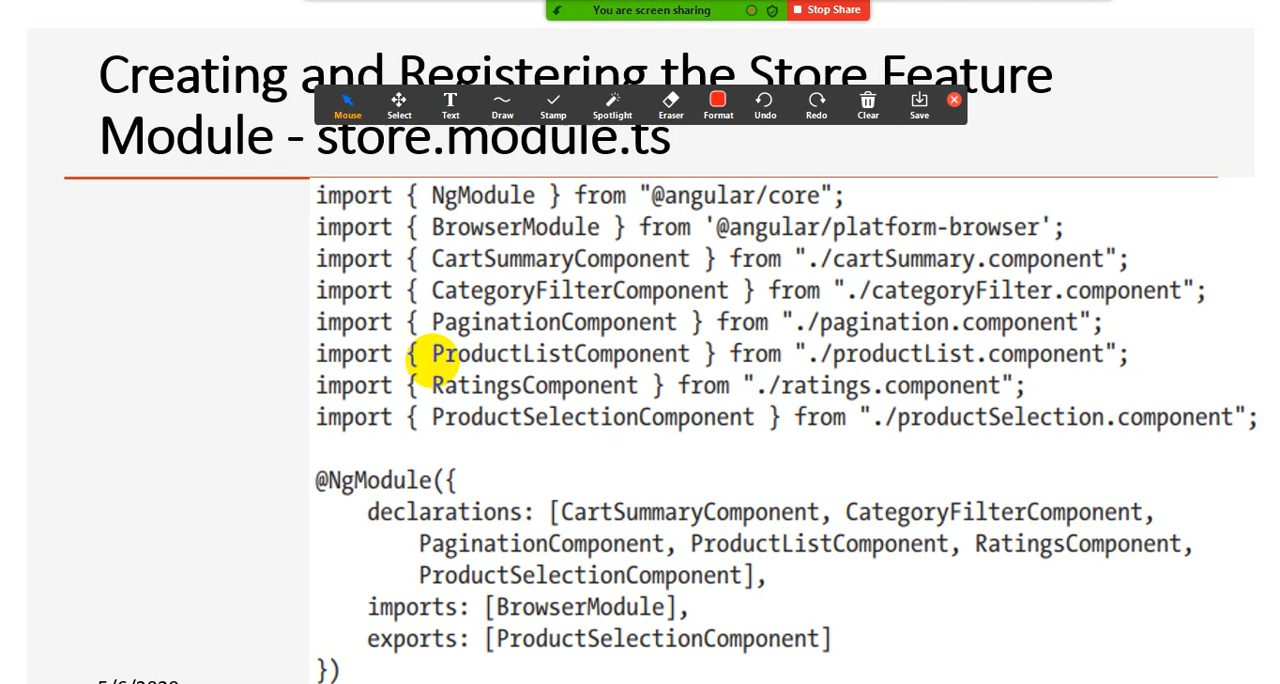 You are screen sharing
Stop Share
Creating and Registering the Store Feature
Mouse
Select
Text
Draw
Stamp
Spotlight
Eraser
Format
Undo
Redo
Clear
Save
Module - store.module.ts
import { NgModule } from "@angular/core";
import { BrowserModule } from '@angular/platform-browser';
import { CartSummaryComponent } from "./cartSummary.component";
import { CategoryFilterComponent } from "./categoryFilter.component";
import { PaginationComponent } from "./pagination.component";
import { ProductListComponent } from "./productList.component";
import { RatingsComponent } from "./ratings.component";
import { ProductSelectionComponent } from "./productSelection.component";
@NgModule({
declarations: [CartSummaryComponent, CategoryFilterComponent,
PaginationComponent, ProductListComponent, RatingsComponent,
ProductSelectionComponent],
imports: [BrowserModule],
exports: [ProductSelectionComponent]
})